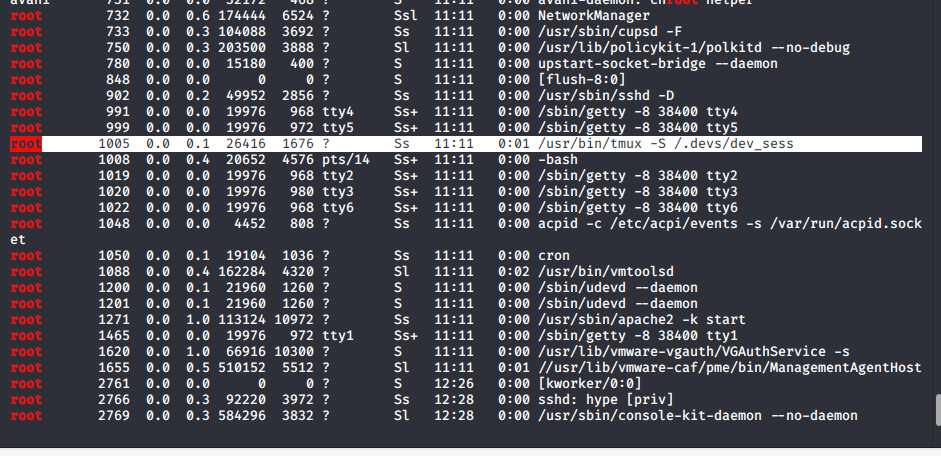 avahi 731 0.0 0.0 32172 468 ? S 11:11 0:00 avahi-daemon: chroot helper
root 732 0.0 0.6 174444 6524 ? Ssl 11:11 0:00 NetworkManager
root 733 0.0 0.3 104088 3692 ? Ss 11:11 0:00 /usr/sbin/cupsd -F
root 750 0.0 0.3 203500 3888 ? Sl 11:11 0:00 /usr/lib/policykit-1/polkitd --no-debug
root 780 0.0 0.0 15180 400 ? S 11:11 0:00 upstart-socket-bridge --daemon
root 848 0.0 0.0 0 0 ? S 11:11 0:00 [flush-8:0]
root 902 0.0 0.2 49952 2856 ? Ss 11:11 0:00 /usr/sbin/sshd -D
root 991 0.0 0.0 19976 968 tty4 Ss+ 11:11 0:00 /sbin/getty -8 38400 tty4
root 999 0.0 0.0 19976 972 tty5 Ss+ 11:11 0:00 /sbin/getty -8 38400 tty5
root 1005 0.0 0.1 26416 1676 ? Ss 11:11 0:01 /usr/bin/tmux -S /.devs/dev_sess
root 1008 0.0 0.4 20652 4576 pts/14 Ss+ 11:11 0:00 -bash
root 1019 0.0 0.0 19976 968 tty2 Ss+ 11:11 0:00 /sbin/getty -8 38400 tty2
root 1020 0.0 0.0 19976 980 tty3 Ss+ 11:11 0:00 /sbin/getty -8 38400 tty3
root 1022 0.0 0.0 19976 968 tty6 Ss+ 11:11 0:00 /sbin/getty -8 38400 tty6
root 1048 0.0 0.0 4452 808 ? Ss 11:11 0:00 acpid -c /etc/acpi/events -s /var/run/acpid.sock
et
root 1050 0.0 0.1 19104 1036 ? Ss 11:11 0:00 cron
root 1088 0.0 0.4 162284 4320 ? Sl 11:11 0:02 /usr/bin/vmtoolsd
root 1200 0.0 0.1 21960 1260 ? S 11:11 0:00 /sbin/udevd --daemon
root 1201 0.0 0.1 21960 1260 ? S 11:11 0:00 /sbin/udevd --daemon
root 1271 0.0 1.0 113124 10972 ? Ss 11:11 0:00 /usr/sbin/apache2 -k start
root 1465 0.0 0.0 19976 972 tty1 Ss+ 11:11 0:00 /sbin/getty -8 38400 tty1
root 1620 0.0 1.0 66916 10300 ? S 11:11 0:00 /usr/lib/vmware-vgauth/VGAuthService -s
root 1655 0.0 0.5 510152 5512 ? Sl 11:11 0:01 //usr/lib/vmware-caf/pme/bin/ManagementAgentHost
root 2761 0.0 0.0 0 0 ? S 12:26 0:00 [kworker/0:0]
root 2766 0.0 0.3 92220 3972 ? Ss 12:28 0:00 sshd: hype [priv]
root 2769 0.0 0.3 584296 3832 ? Sl 12:28 0:00 /usr/sbin/console-kit-daemon --no-daemon